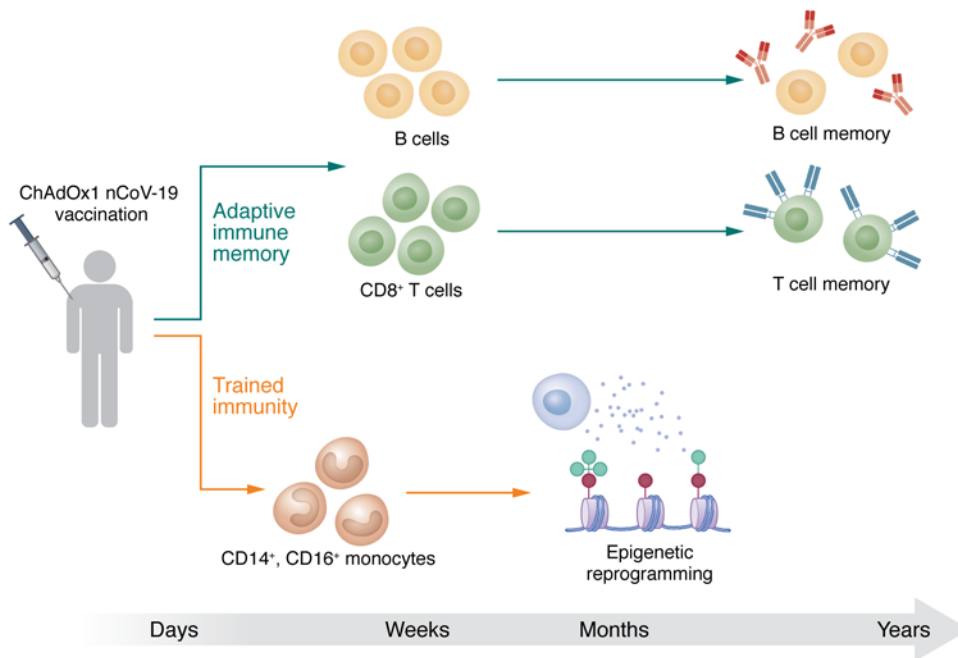 ChAdOx1 nCoV-19
vaccination
Adaptive
immune
memory
B cells
B cell memory
CD8⁺ T cells
T cell memory
Trained
immunity
CD14⁺, CD16⁺ monocytes
Epigenetic
reprogramming
Days
Weeks
Months
Years